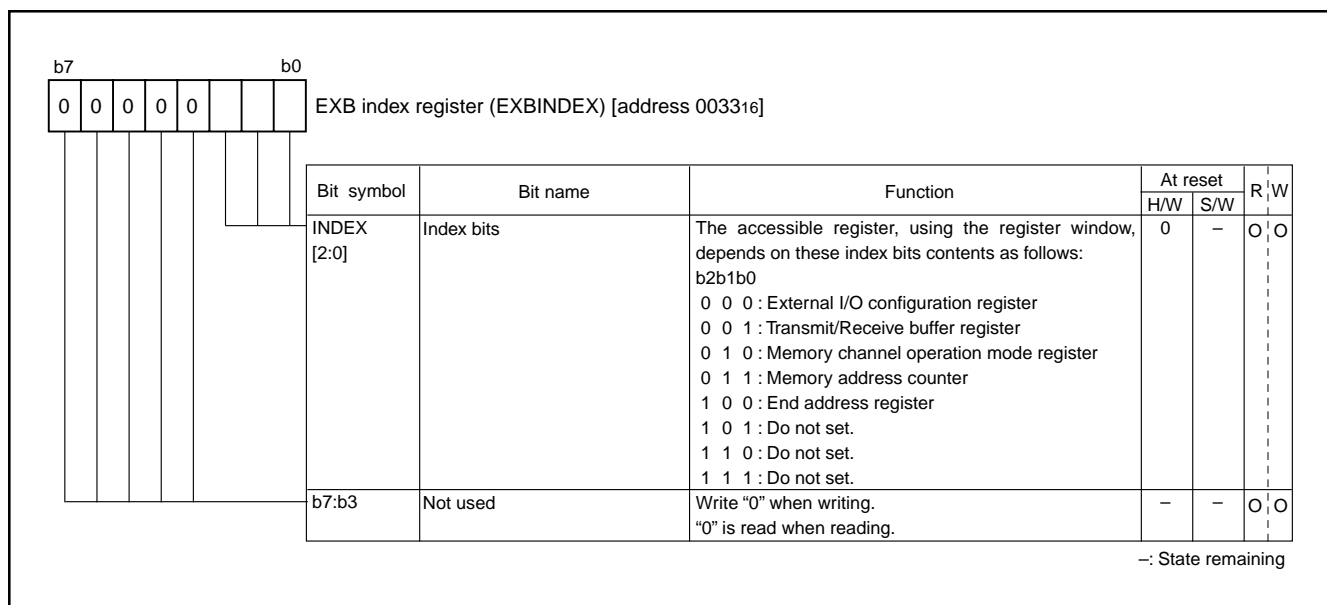 b7 b0
0 0 0 0 0 EXB index register (EXBINDEX) [address 003316]
Bit symbol Bit name Function At reset R W
H/W S/W
INDEX Index bits The accessible register, using the register window, 0 – O O
[2:0] depends on these index bits contents as follows:
b2b1b0
0 0 0 : External I/O configuration register
0 0 1 : Transmit/Receive buffer register
0 1 0 : Memory channel operation mode register
0 1 1 : Memory address counter
1 0 0 : End address register
1 0 1 : Do not set.
1 1 0 : Do not set.
1 1 1 : Do not set.
b7:b3 Not used Write “0” when writing. – – O O
“0” is read when reading.
–: State remaining